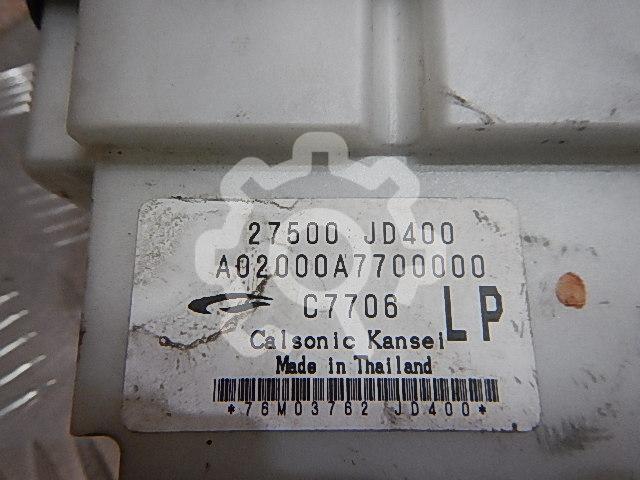 27500 JD400
A02000A7700000
C7706 LP
Calsonic Kansei
Made in Thailand
*76M03762 JD400*